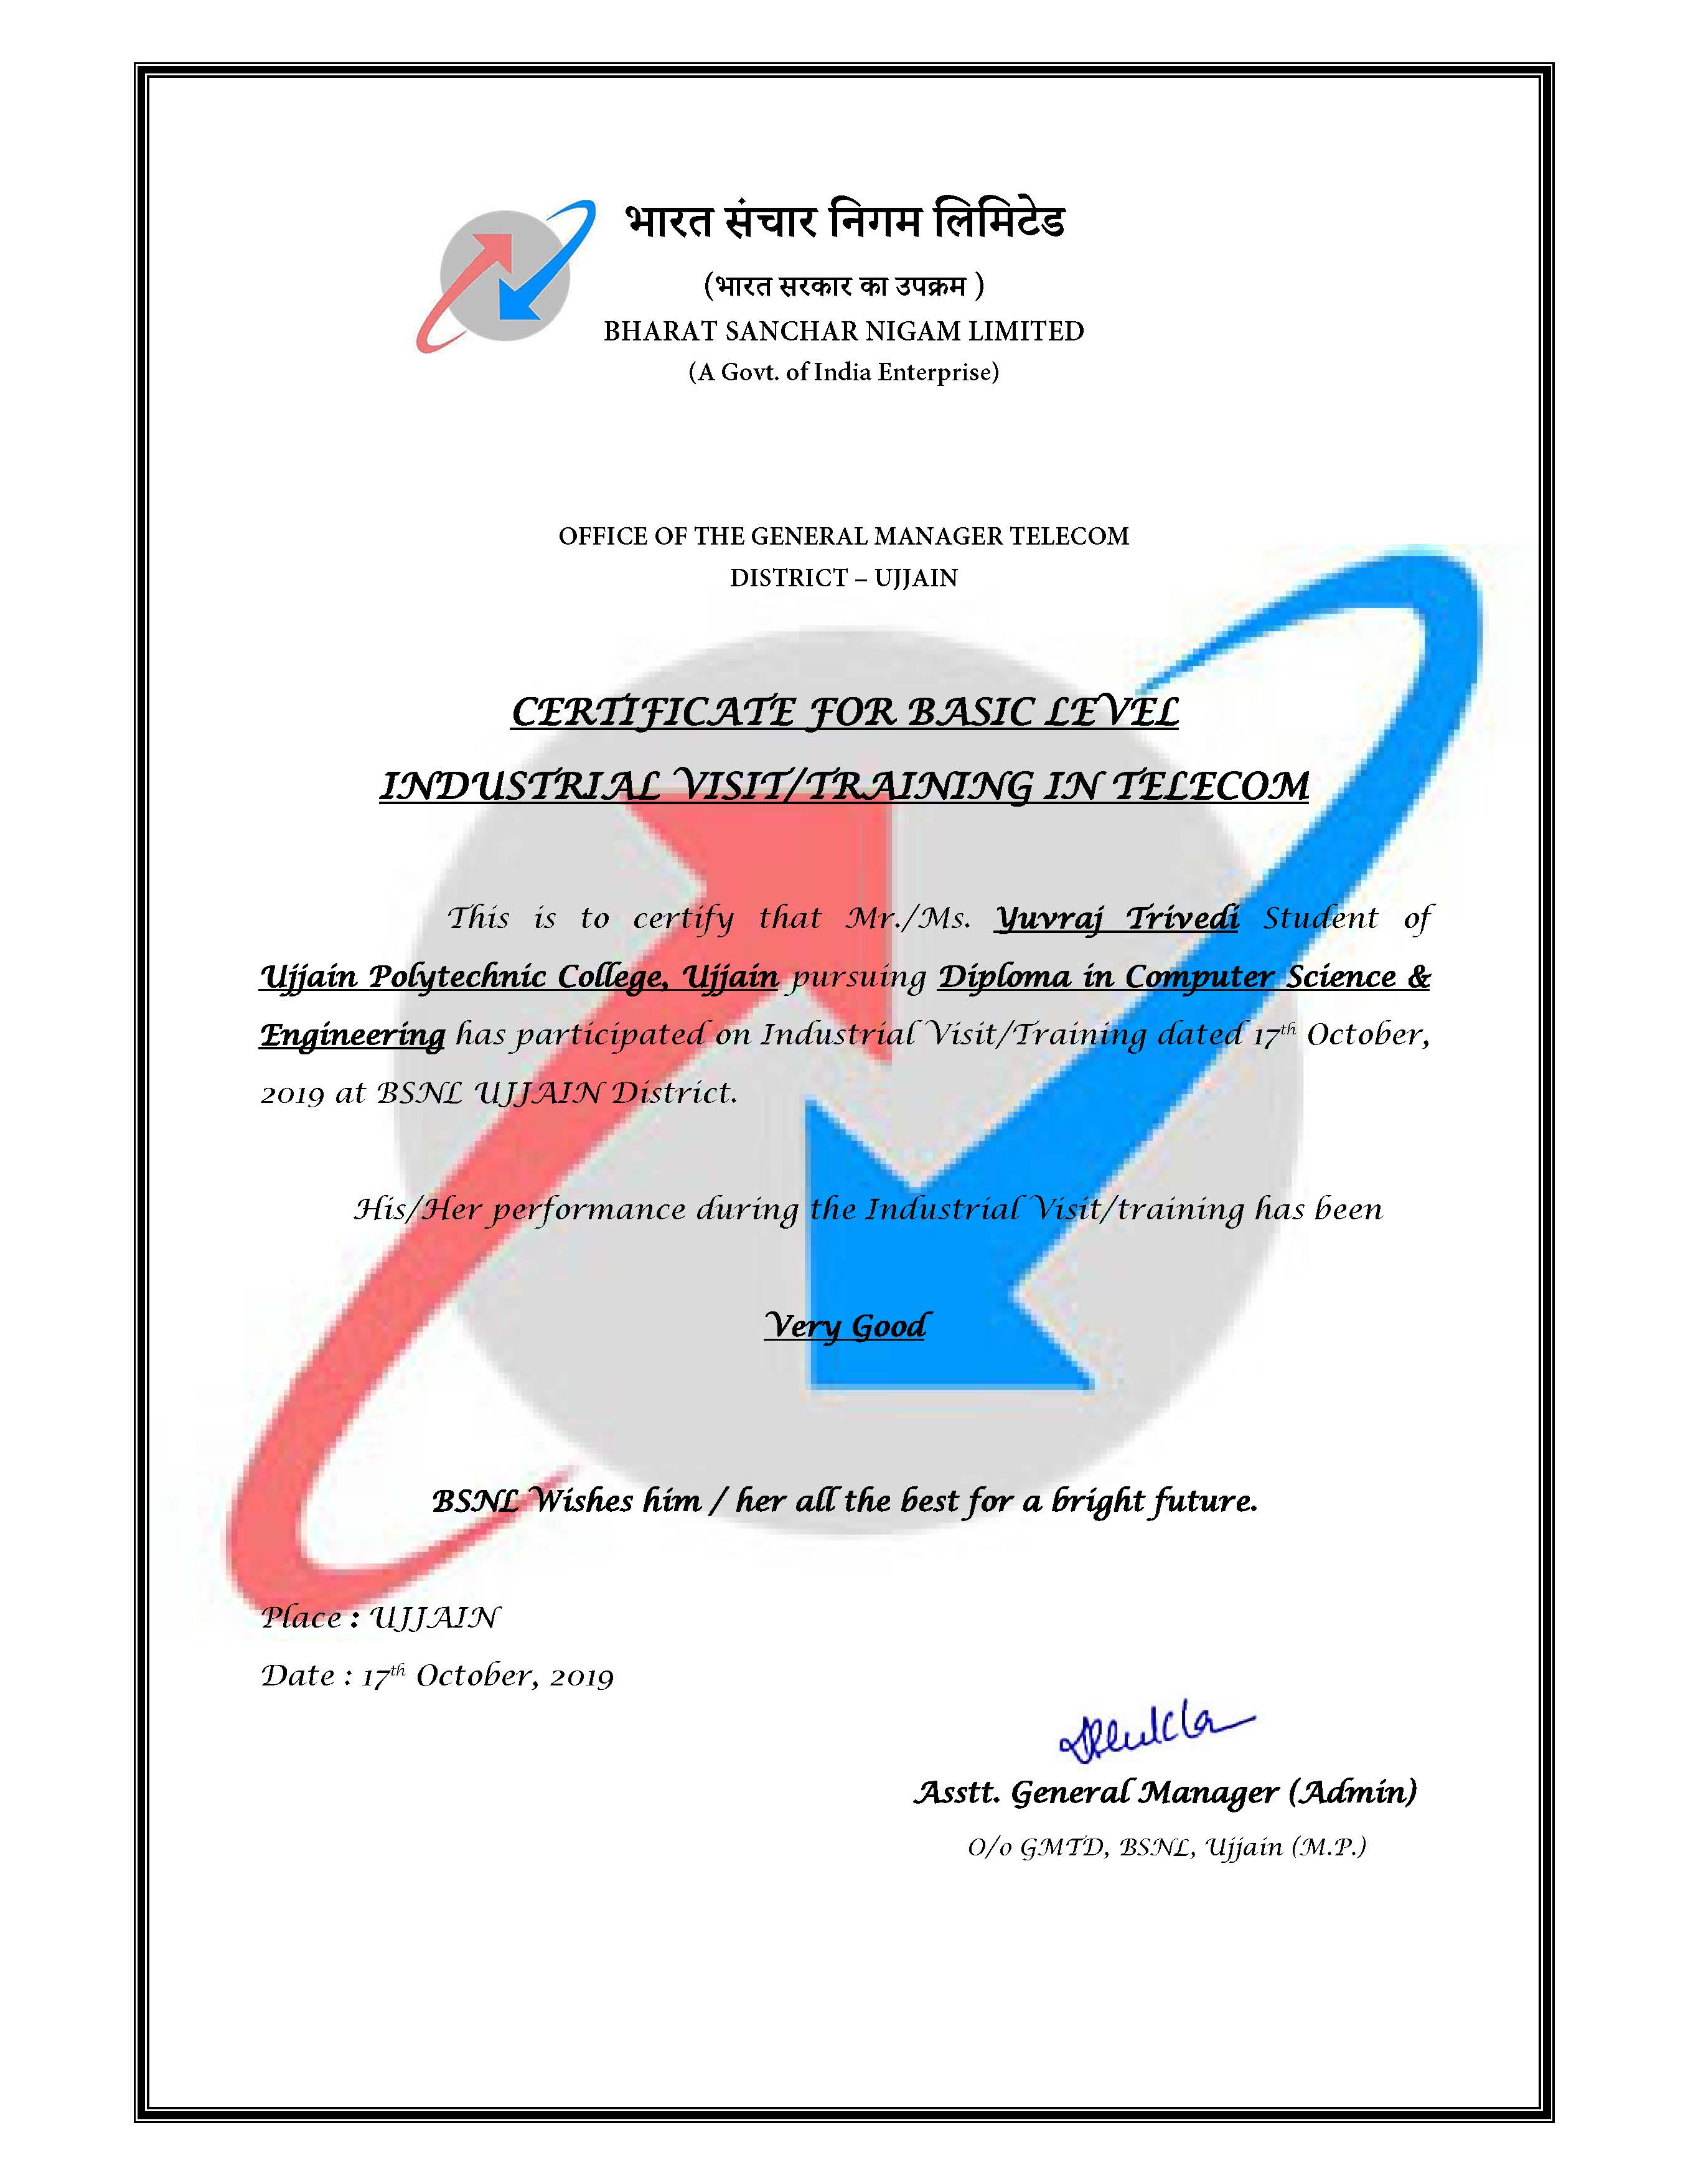 भारत संचार निगम लिमिटेड
(भारत सरकार का उपक्रम )
BHARAT SANCHAR NIGAM LIMITED
(A Govt. of India Enterprise)
OFFICE OF THE GENERAL MANAGER TELECOM
DISTRICT – UJJAIN
CERTIFICATE FOR BASIC LEVEL
INDUSTRIAL VISIT/TRAINING IN TELECOM
This is to certify that Mr./Ms. Yuvraj Trivedi Student of
Ujjain Polytechnic College, Ujjain pursuing Diploma in Computer Science &
Engineering has participated on Industrial Visit/Training dated 17th October,
2019 at BSNL UJJAIN District.
His/Her performance during the Industrial Visit/training has been
Very Good
BSNL Wishes him / her all the best for a bright future.
Place : UJJAIN
Date : 17th October, 2019
Asstt. General Manager (Admin)
O/o GMTD, BSNL, Ujjain (M.P.)